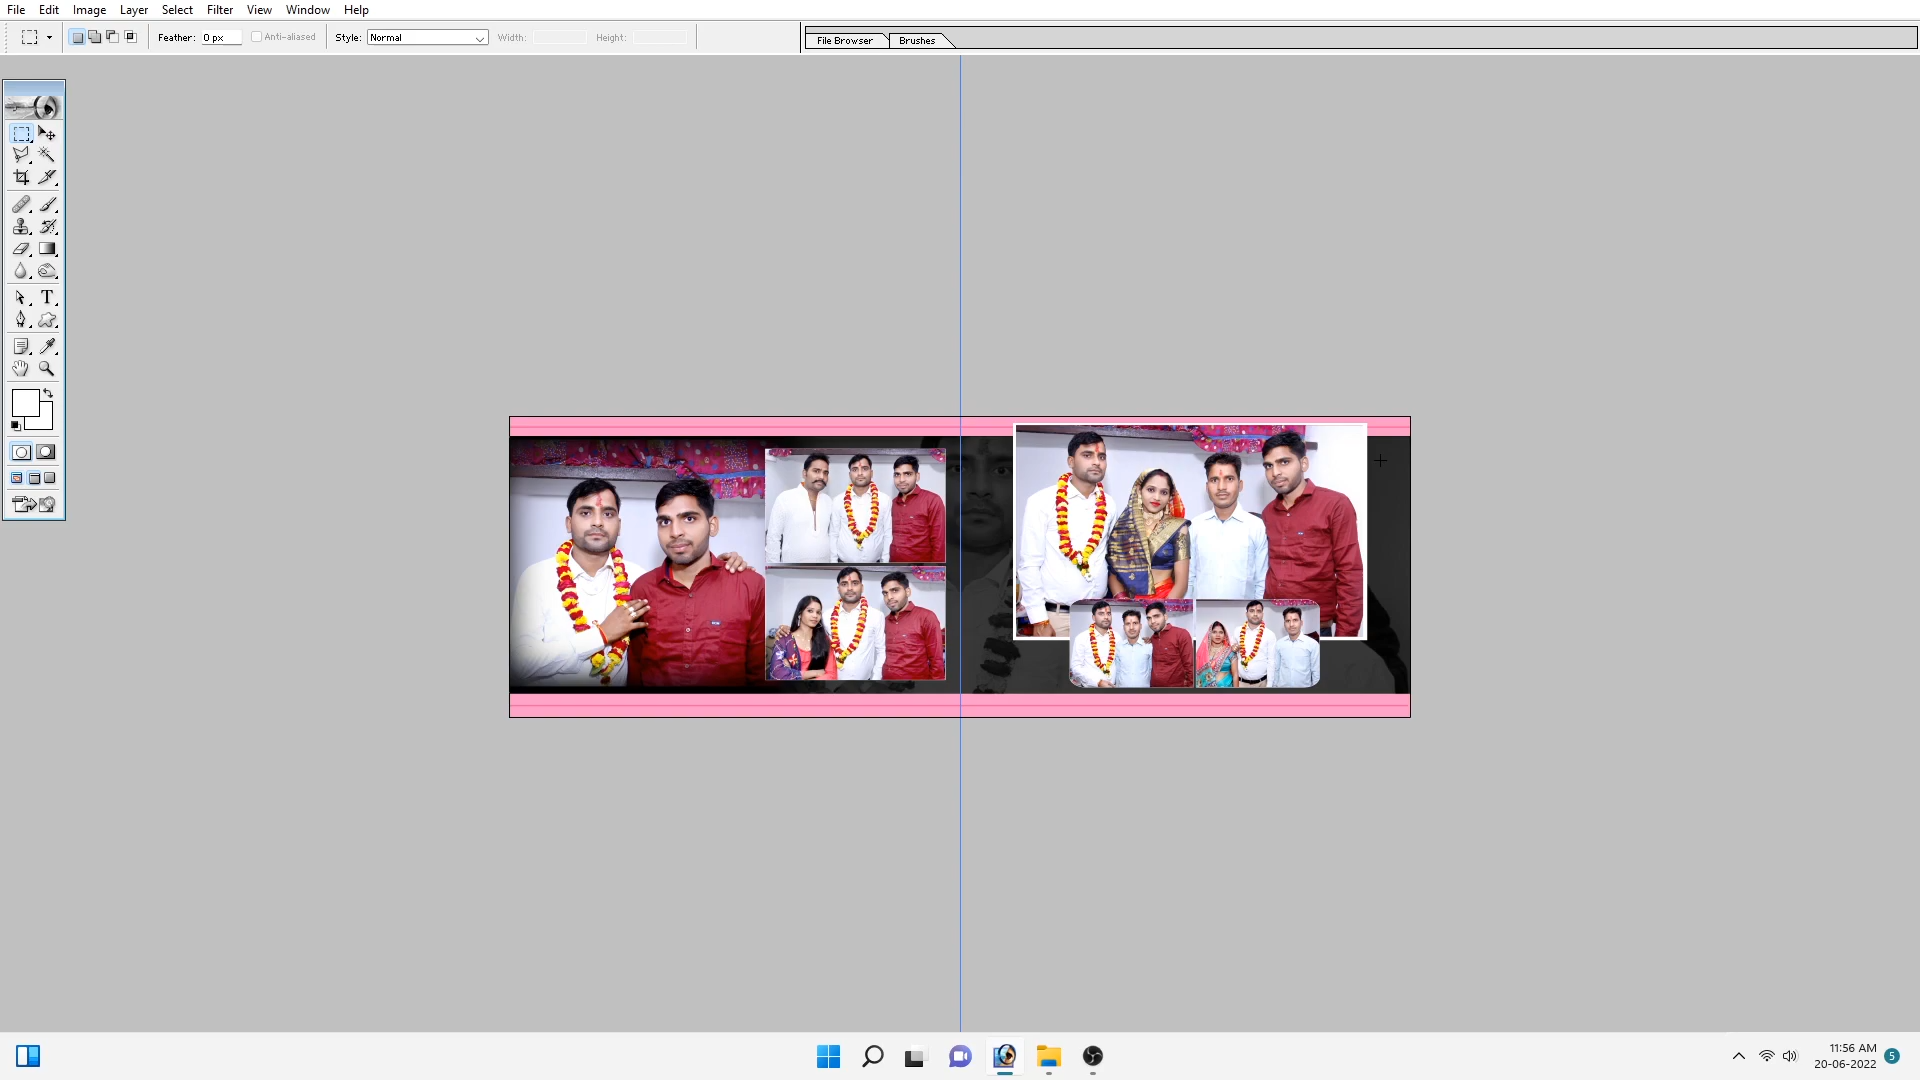 File Edit Image Layer Select Filter View Window Help
Feather: 0 px Anti-aliased Style: Normal Width: Height: File Browser Brushes
T
11:56 AM
20-06-2022
5